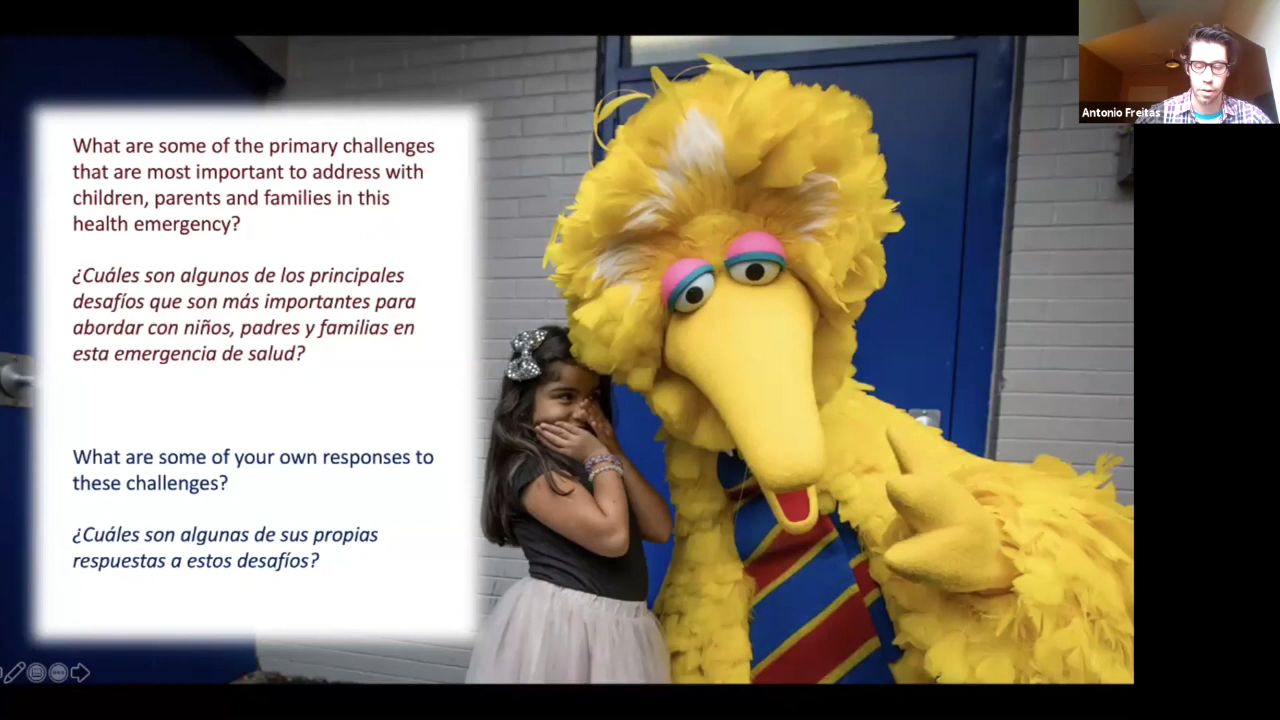 What are some of the primary challenges
that are most important to address with
children, parents and families in this
health emergency?
¿Cuáles son algunos de los principales
desafíos que son más importantes para
abordar con niños, padres y familias en
esta emergencia de salud?
What are some of your own responses to
these challenges?
¿Cuáles son algunas de sus propias
respuestas a estos desafíos?
Antonio Freitas